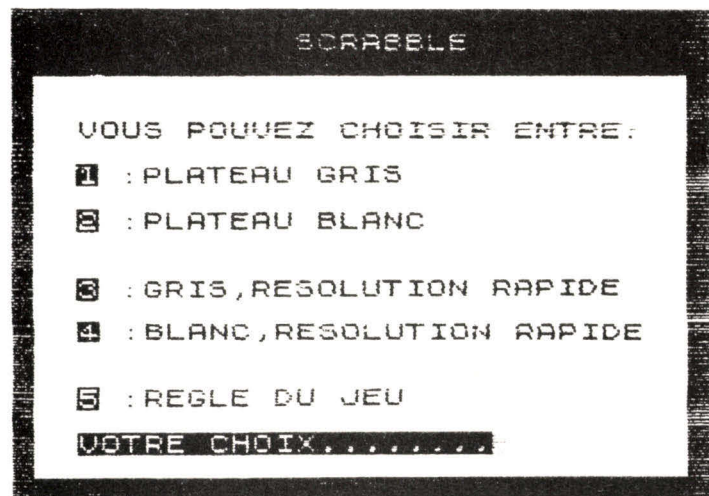 SCRABBLE
VOUS POUVEZ CHOISIR ENTRE:
1 :PLATEAU GRIS
2 :PLATEAU BLANC
3 :GRIS,RESOLUTION RAPIDE
4 :BLANC,RESOLUTION RAPIDE
5 :REGLE DU JEU
VOTRE CHOIX........